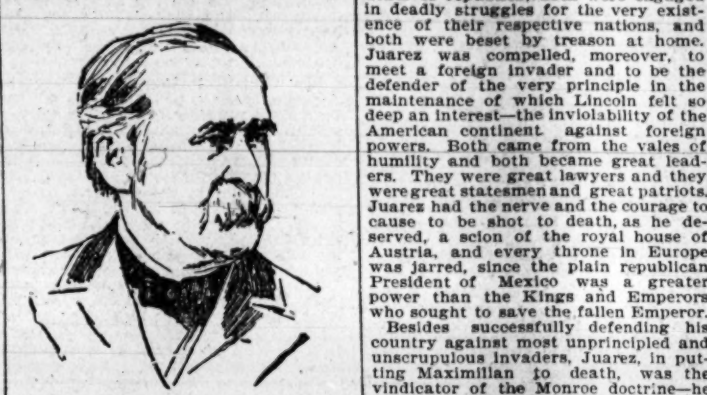 in deadly struggles for the very exist-
ence of their respective nations, and
both were beset by treason at home.
Juarez was compelled, moreover, to
meet a foreign invader and to be the
defender of the very principle in the
maintenance of which Lincoln felt so
deep an interest—the inviolability of the
American continent against foreign
powers. Both came from the vales of
humility and both became great lead-
ers. They were great lawyers and they
were great statesmen and great patriots.
Juarez had the nerve and the courage to
cause to be shot to death, as he de-
served, a scion of the royal house of
Austria, and every throne in Europe
was jarred, since the plain republican
President of Mexico was a greater
power than the Kings and Emperors
who sought to save the fallen Emperor.
Besides successfully defending his
country against most unprincipled and
unscrupulous invaders, Juarez, in put-
ting Maximilian to death, was the
vindicator of the Monroe doctrine—he